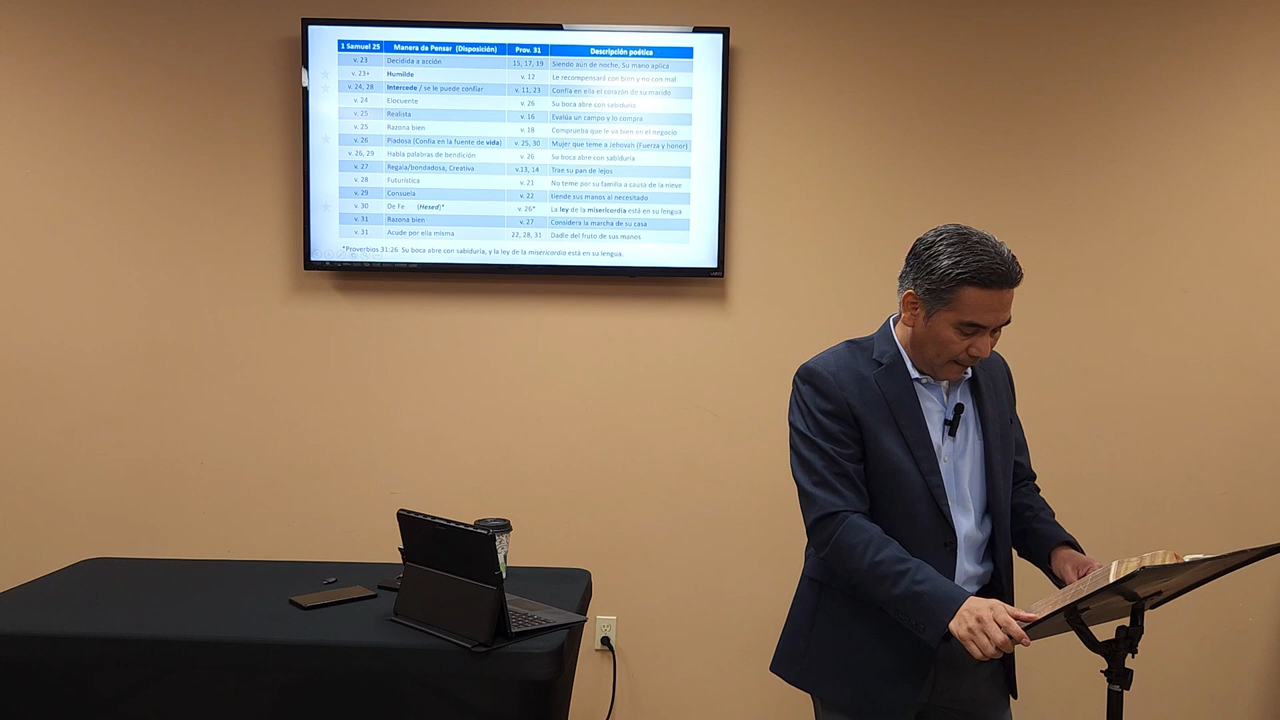 1 Samuel 25 Manera de Pensar (Disposición) Prov. 31 Descripción poética
v. 23 Decidida a acción 15, 17, 19 Siendo aún de noche, Su mano aplica
v. 23+ Humilde v. 12 Le recompensará con bien y no con mal
v. 24, 28 Intercede / se le puede confiar v. 11, 23 Confía en ella el corazón de su marido
v. 24 Elocuente v. 26 Su boca abre con sabiduría
v. 25 Realista v. 16 Evalúa un campo y lo compra
v. 25 Razona bien v. 18 Comprueba que le va bien en el negocio
v. 26 Piadosa (Confía en la fuente de vida) v. 25, 30 Mujer que teme a Jehovah (Fuerza y honor)
v. 26, 29 Habla palabras de bendición v. 26 Su boca abre con sabiduría
v. 27 Regala/bondadosa, Creativa v.13, 14 Trae su pan de lejos
v. 28 Futurística v. 21 No teme por su familia a causa de la nieve
v. 29 Consuela v. 22 tiende sus manos al necesitado
v. 30 De Fe (Hesed)* v. 26* La ley de la misericordia está en su lengua
v. 31 Razona bien v. 27 Considera la marcha de su casa
v. 31 Acude por ella misma 22, 28, 31 Dadle del fruto de sus manos
*Proverbios 31:26 Su boca abre con sabiduría, y la ley de la misericordia está en su lengua.